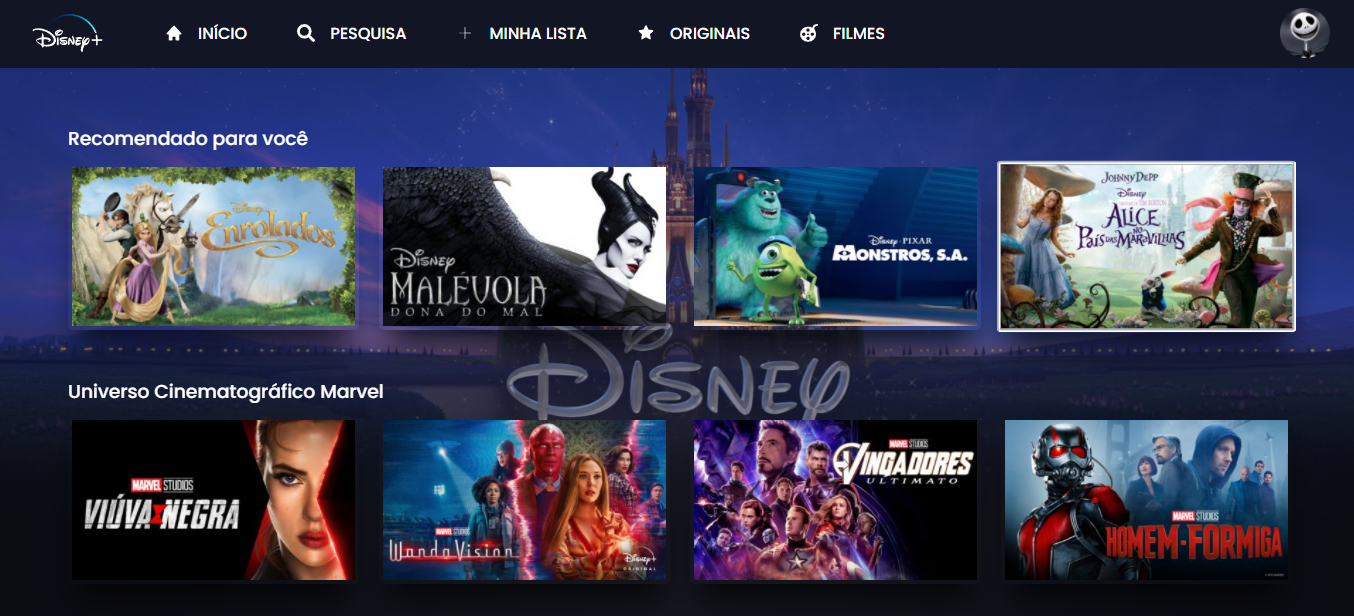 Disney+
INÍCIO
PESQUISA
MINHA LISTA
ORIGINAIS
FILMES
Recomendado para você
Disney
Enrolados
Disney
MALÉVOLA
DONA DO MAL
Disney · PIXAR
MONSTROS, S.A.
JOHNNY DEPP
Disney
TIM BURTON
ALICE
NO
PAÍS DAS MARAVILHAS
Disney
Universo Cinematográfico Marvel
MARVEL STUDIOS
VIÚVA NEGRA
MARVEL STUDIOS
WandaVision
Disney+
ORIGINAL
MARVEL STUDIOS
VINGADORES
ULTIMATO
MARVEL STUDIOS
HOMEM-FORMIGA